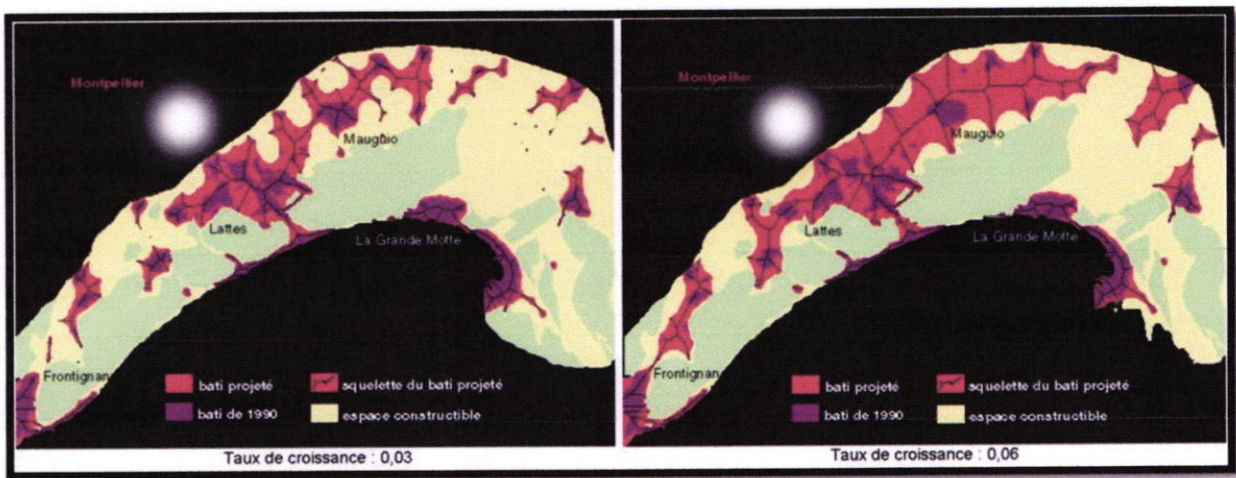 Montpellier
Mauguio
Lattes
La Grande Motte
Frontignan
bati projeté
squelette du bati projeté
bati de 1990
espace constructible
Taux de croissance : 0,03
Montpellier
Mauguio
Lattes
La Grande Motte
Frontignan
bati projeté
squelette du bati projeté
bati de 1990
espace constructible
Taux de croissance : 0,06